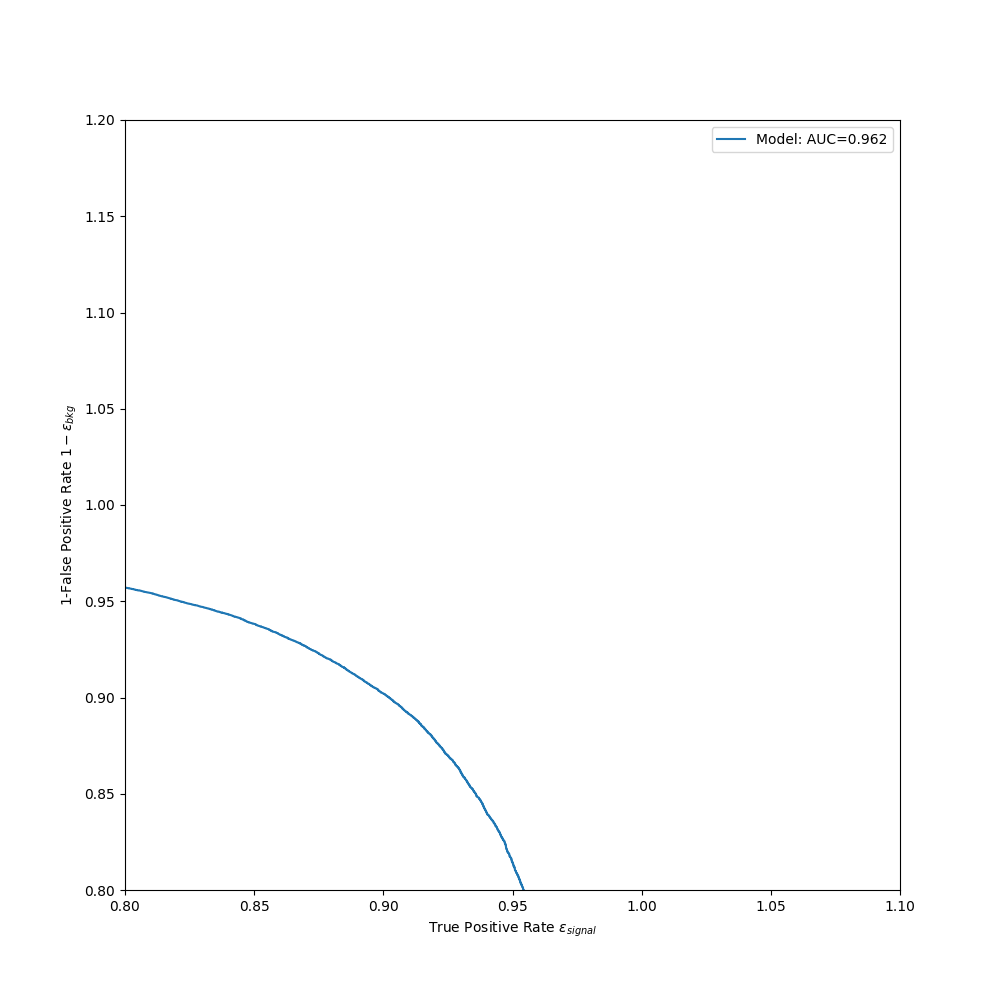 Model: AUC=0.962
1.20
1.15
1.10
1.05
1.00
0.95
0.90
0.85
0.80
1-False Positive Rate 1 − ε_bkg
0.80 0.85 0.90 0.95 1.00 1.05 1.10
True Positive Rate ε_signal